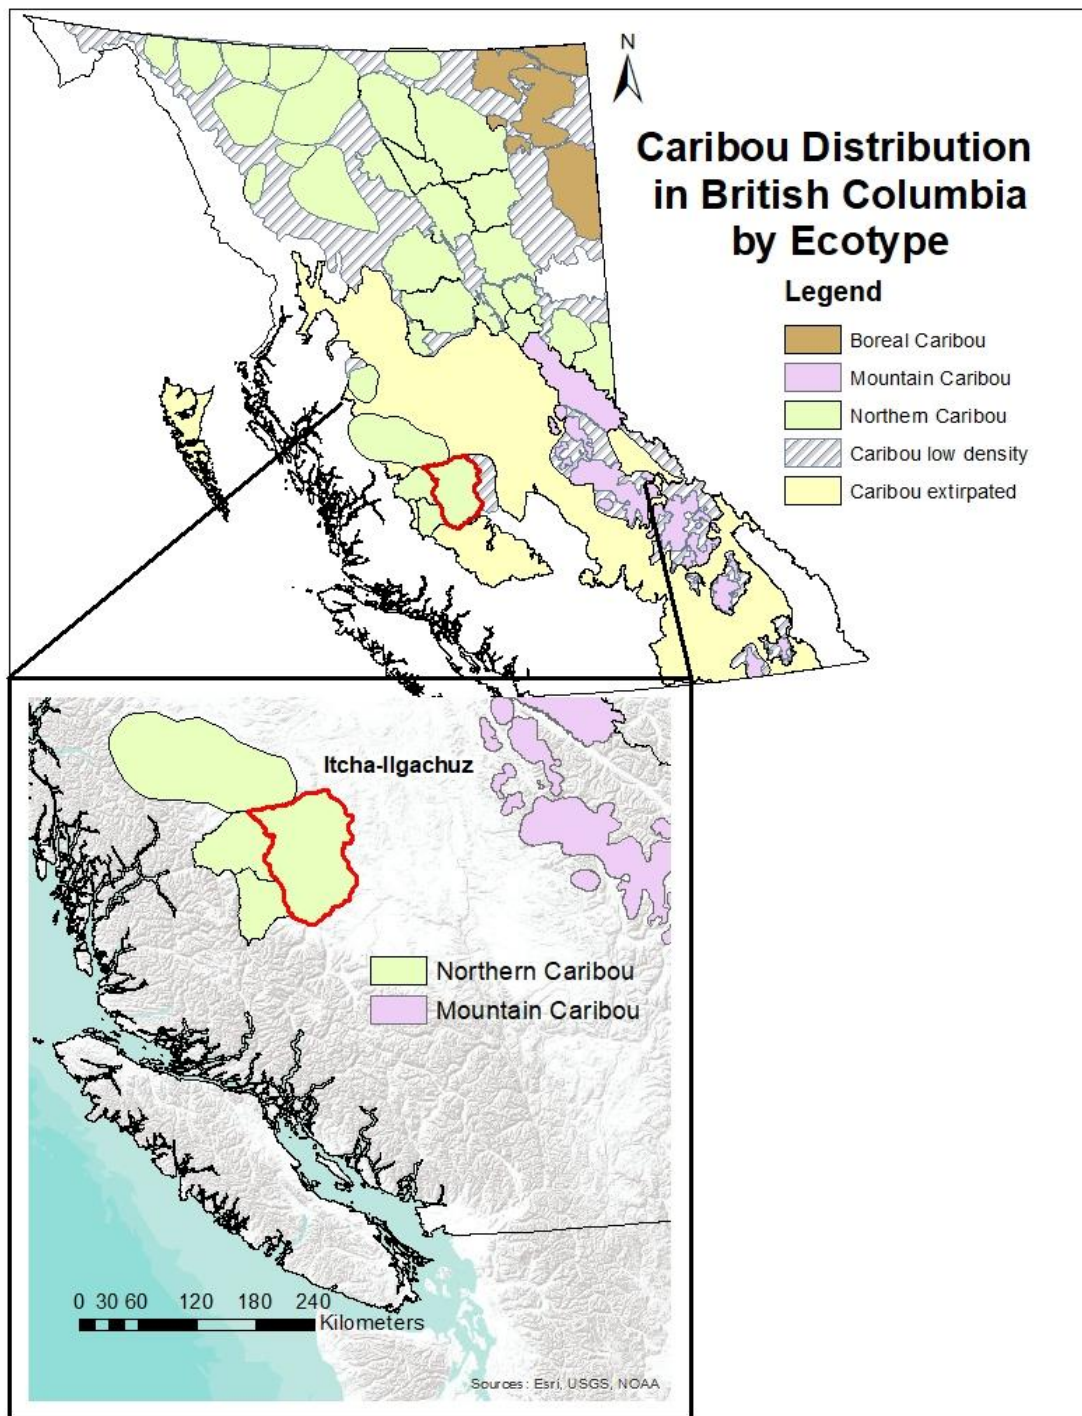 N
Caribou Distribution
in British Columbia
by Ecotype
Legend
Boreal Caribou
Mountain Caribou
Northern Caribou
Caribou low density
Caribou extirpated
Itcha-Ilgachuz
Northern Caribou
Mountain Caribou
0 30 60 120 180 240
Kilometers
Sources: Esri, USGS, NOAA